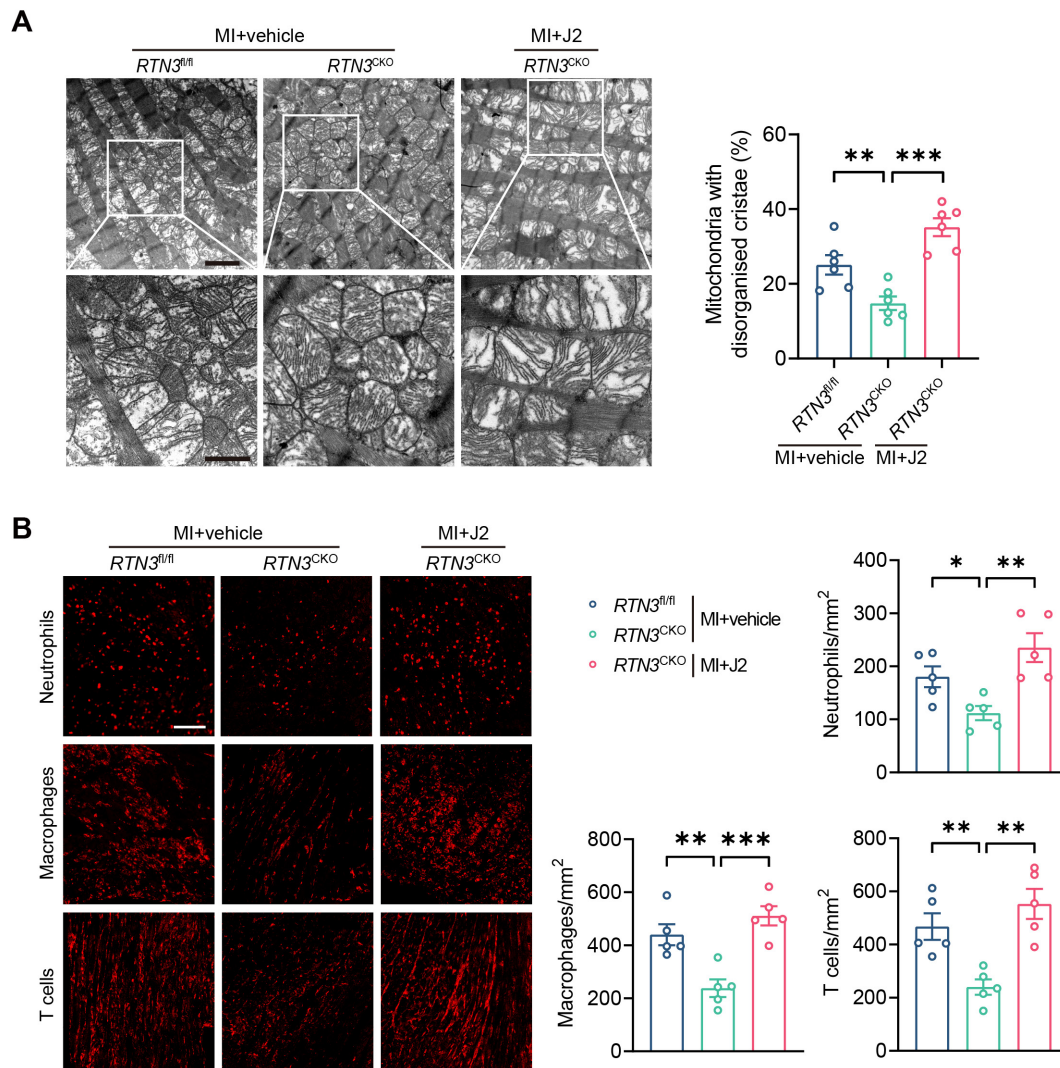 A
MI+vehicle
MI+J2
RTN3fl/fl
RTN3CKO
RTN3CKO
Mitochondria with
disorganised cristae (%)
60
40
20
0
** ***
RTN3fl/fl
RTN3CKO
RTN3CKO
MI+vehicle
MI+J2
B
MI+vehicle
MI+J2
RTN3fl/fl
RTN3CKO
RTN3CKO
Neutrophils
Macrophages
T cells
RTN3fl/fl
RTN3CKO
MI+vehicle
RTN3CKO
MI+J2
Neutrophils/mm2
400
300
200
100
0
* **
Macrophages/mm2
800
600
400
200
0
** ***
T cells/mm2
800
600
400
200
0
** **